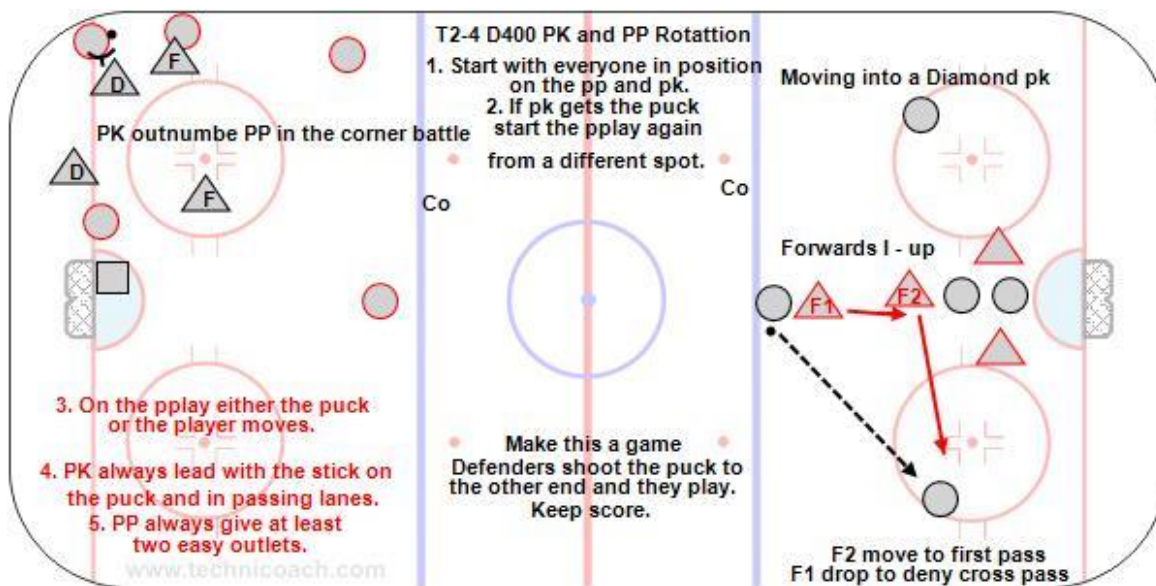 T2-4 D400 PK and PP Rotattion
1. Start with everyone in position
on the pp and pk.
2. If pk gets the puck
start the pplay again
from a different spot.
F
D
PK outnumbe PP in the corner battle
D
F
Co
Co
Moving into a Diamond pk
Forwards I - up
F1
F2
3. On the pplay either the puck
or the player moves.
4. PK always lead with the stick on
the puck and in passing lanes.
5. PP always give at least
two easy outlets.
www.technicoach.com
Make this a game
Defenders shoot the puck to
the other end and they play.
Keep score.
F2 move to first pass
F1 drop to deny cross pass